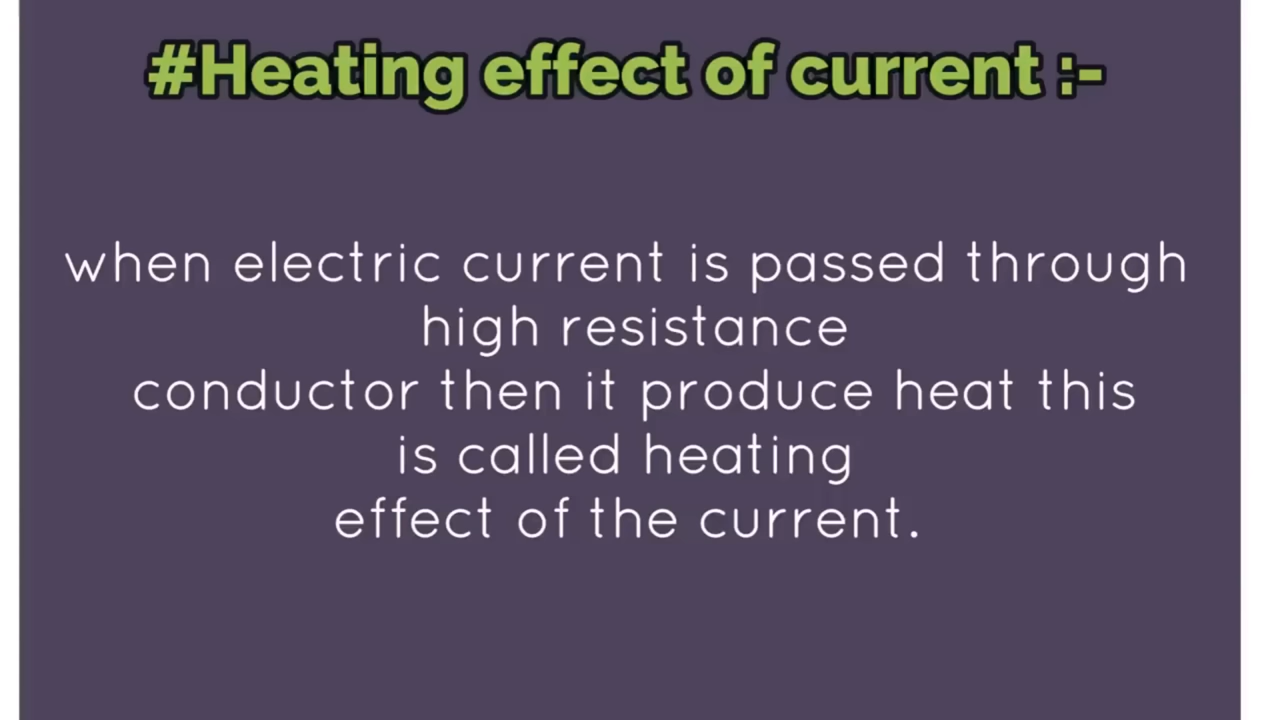 #Heating effect of current :-
when electric current is passed through
high resistance
conductor then it produce heat this
is called heating
effect of the current.